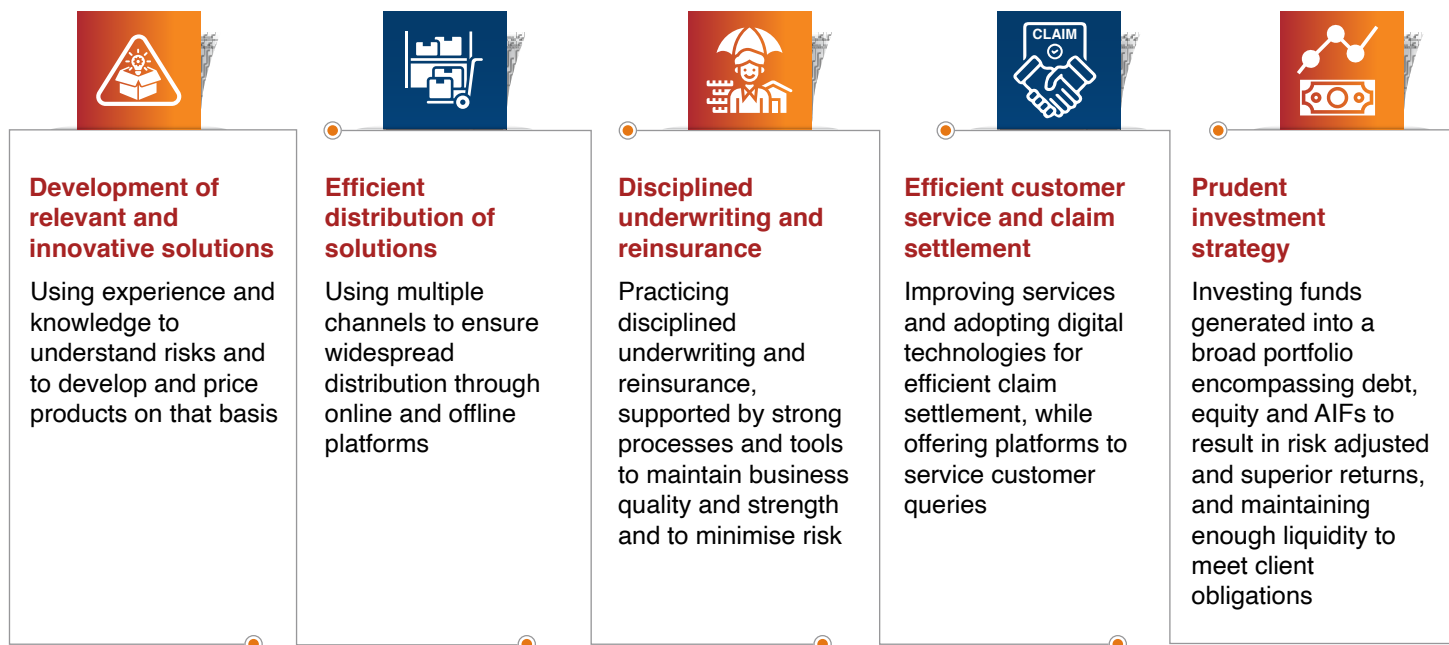 Development of
relevant and
innovative solutions
Using experience and
knowledge to
understand risks and
to develop and price
products on that basis
Efficient
distribution of
solutions
Using multiple
channels to ensure
widespread
distribution through
online and offline
platforms
Disciplined
underwriting and
reinsurance
Practicing
disciplined
underwriting and
reinsurance,
supported by strong
processes and tools
to maintain business
quality and strength
and to minimise risk
CLAIM
Efficient customer
service and claim
settlement
Improving services
and adopting digital
technologies for
efficient claim
settlement, while
offering platforms to
service customer
queries
Prudent
investment
strategy
Investing funds
generated into a
broad portfolio
encompassing debt,
equity and AIFs to
result in risk adjusted
and superior returns,
and maintaining
enough liquidity to
meet client
obligations